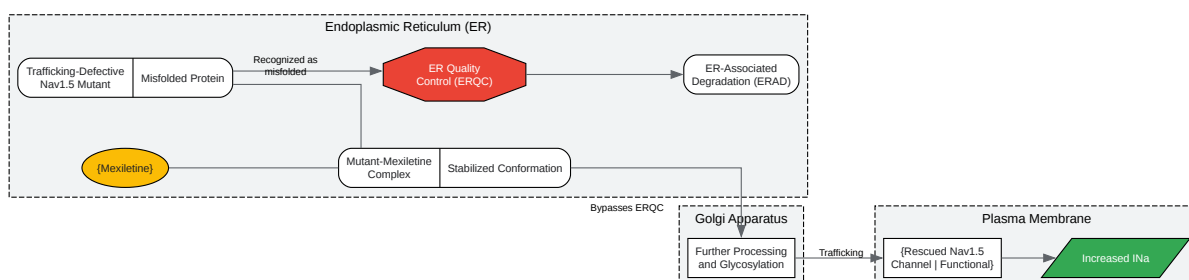 Endoplasmic Reticulum (ER)
Trafficking-Defective
Nav1.5 Mutant
Misfolded Protein
Recognized as
misfolded
ER Quality
Control (ERQC)
ER-Associated
Degradation (ERAD)
{Mexiletine}
Mutant-Mexiletine
Complex
Stabilized Conformation
Bypasses ERQC
Golgi Apparatus
Further Processing
and Glycosylation
Trafficking
Plasma Membrane
{Rescued Nav1.5
Channel | Functional}
Increased INa